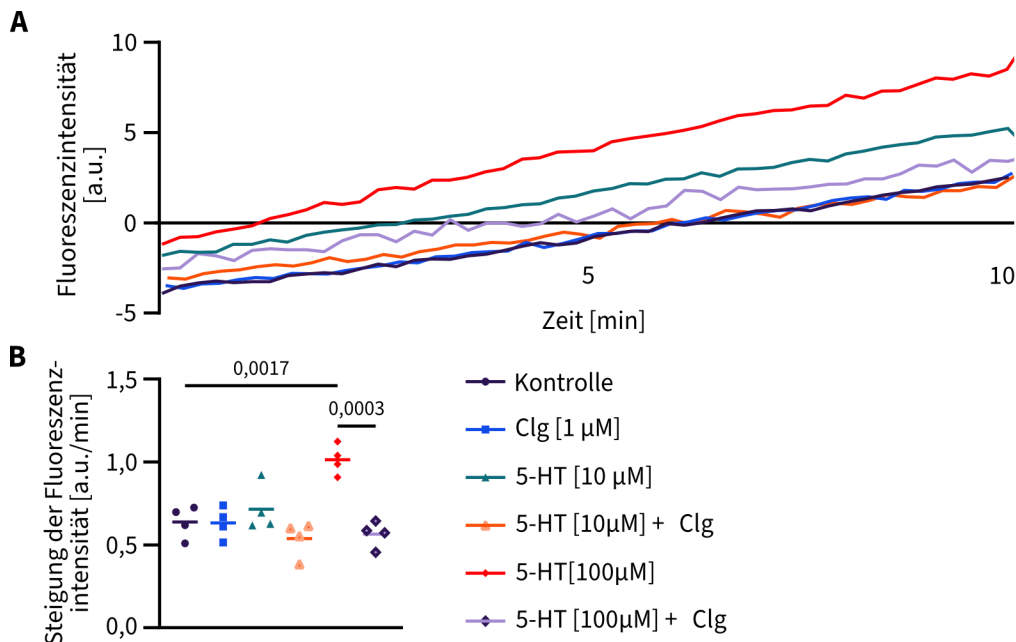 A
Fluoreszenzintensität
[a.u.]
10
5
0
-5
5
10
Zeit [min]
B
Steigung der Fluoreszenz-
intensität [a.u./min]
1,5
1,0
0,5
0,0
0,0017
0,0003
Kontrolle
Clg [1 µM]
5-HT [10 µM]
5-HT [10µM] + Clg
5-HT[100µM]
5-HT [100µM] + Clg